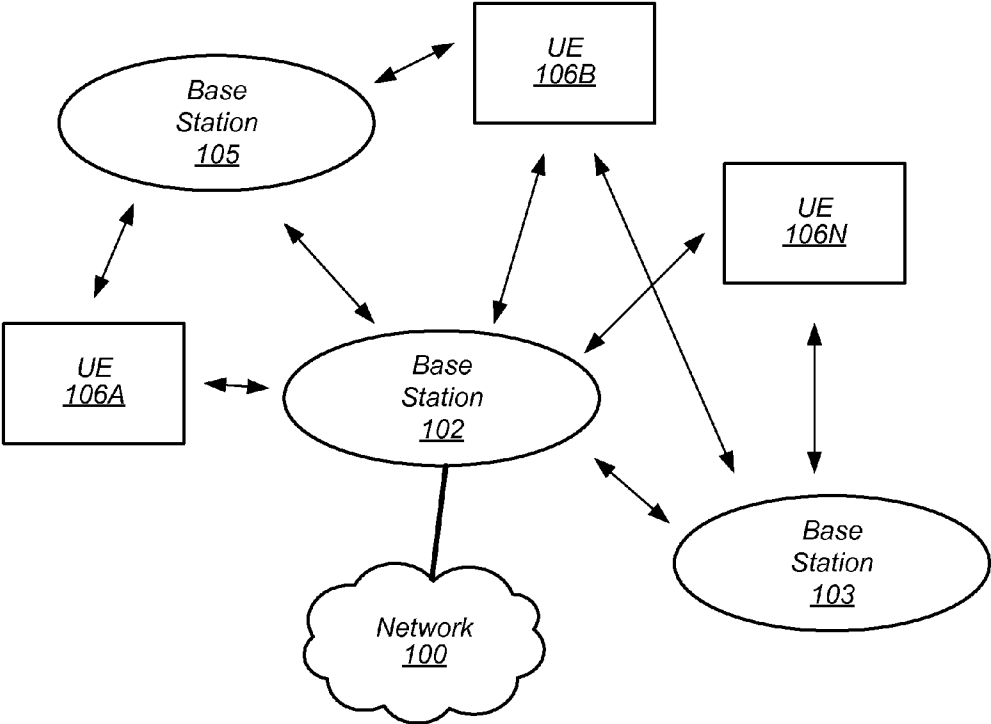 UE
106B
Base
Station
105
UE
106N
UE
106A
Base
Station
102
Base
Station
103
Network
100